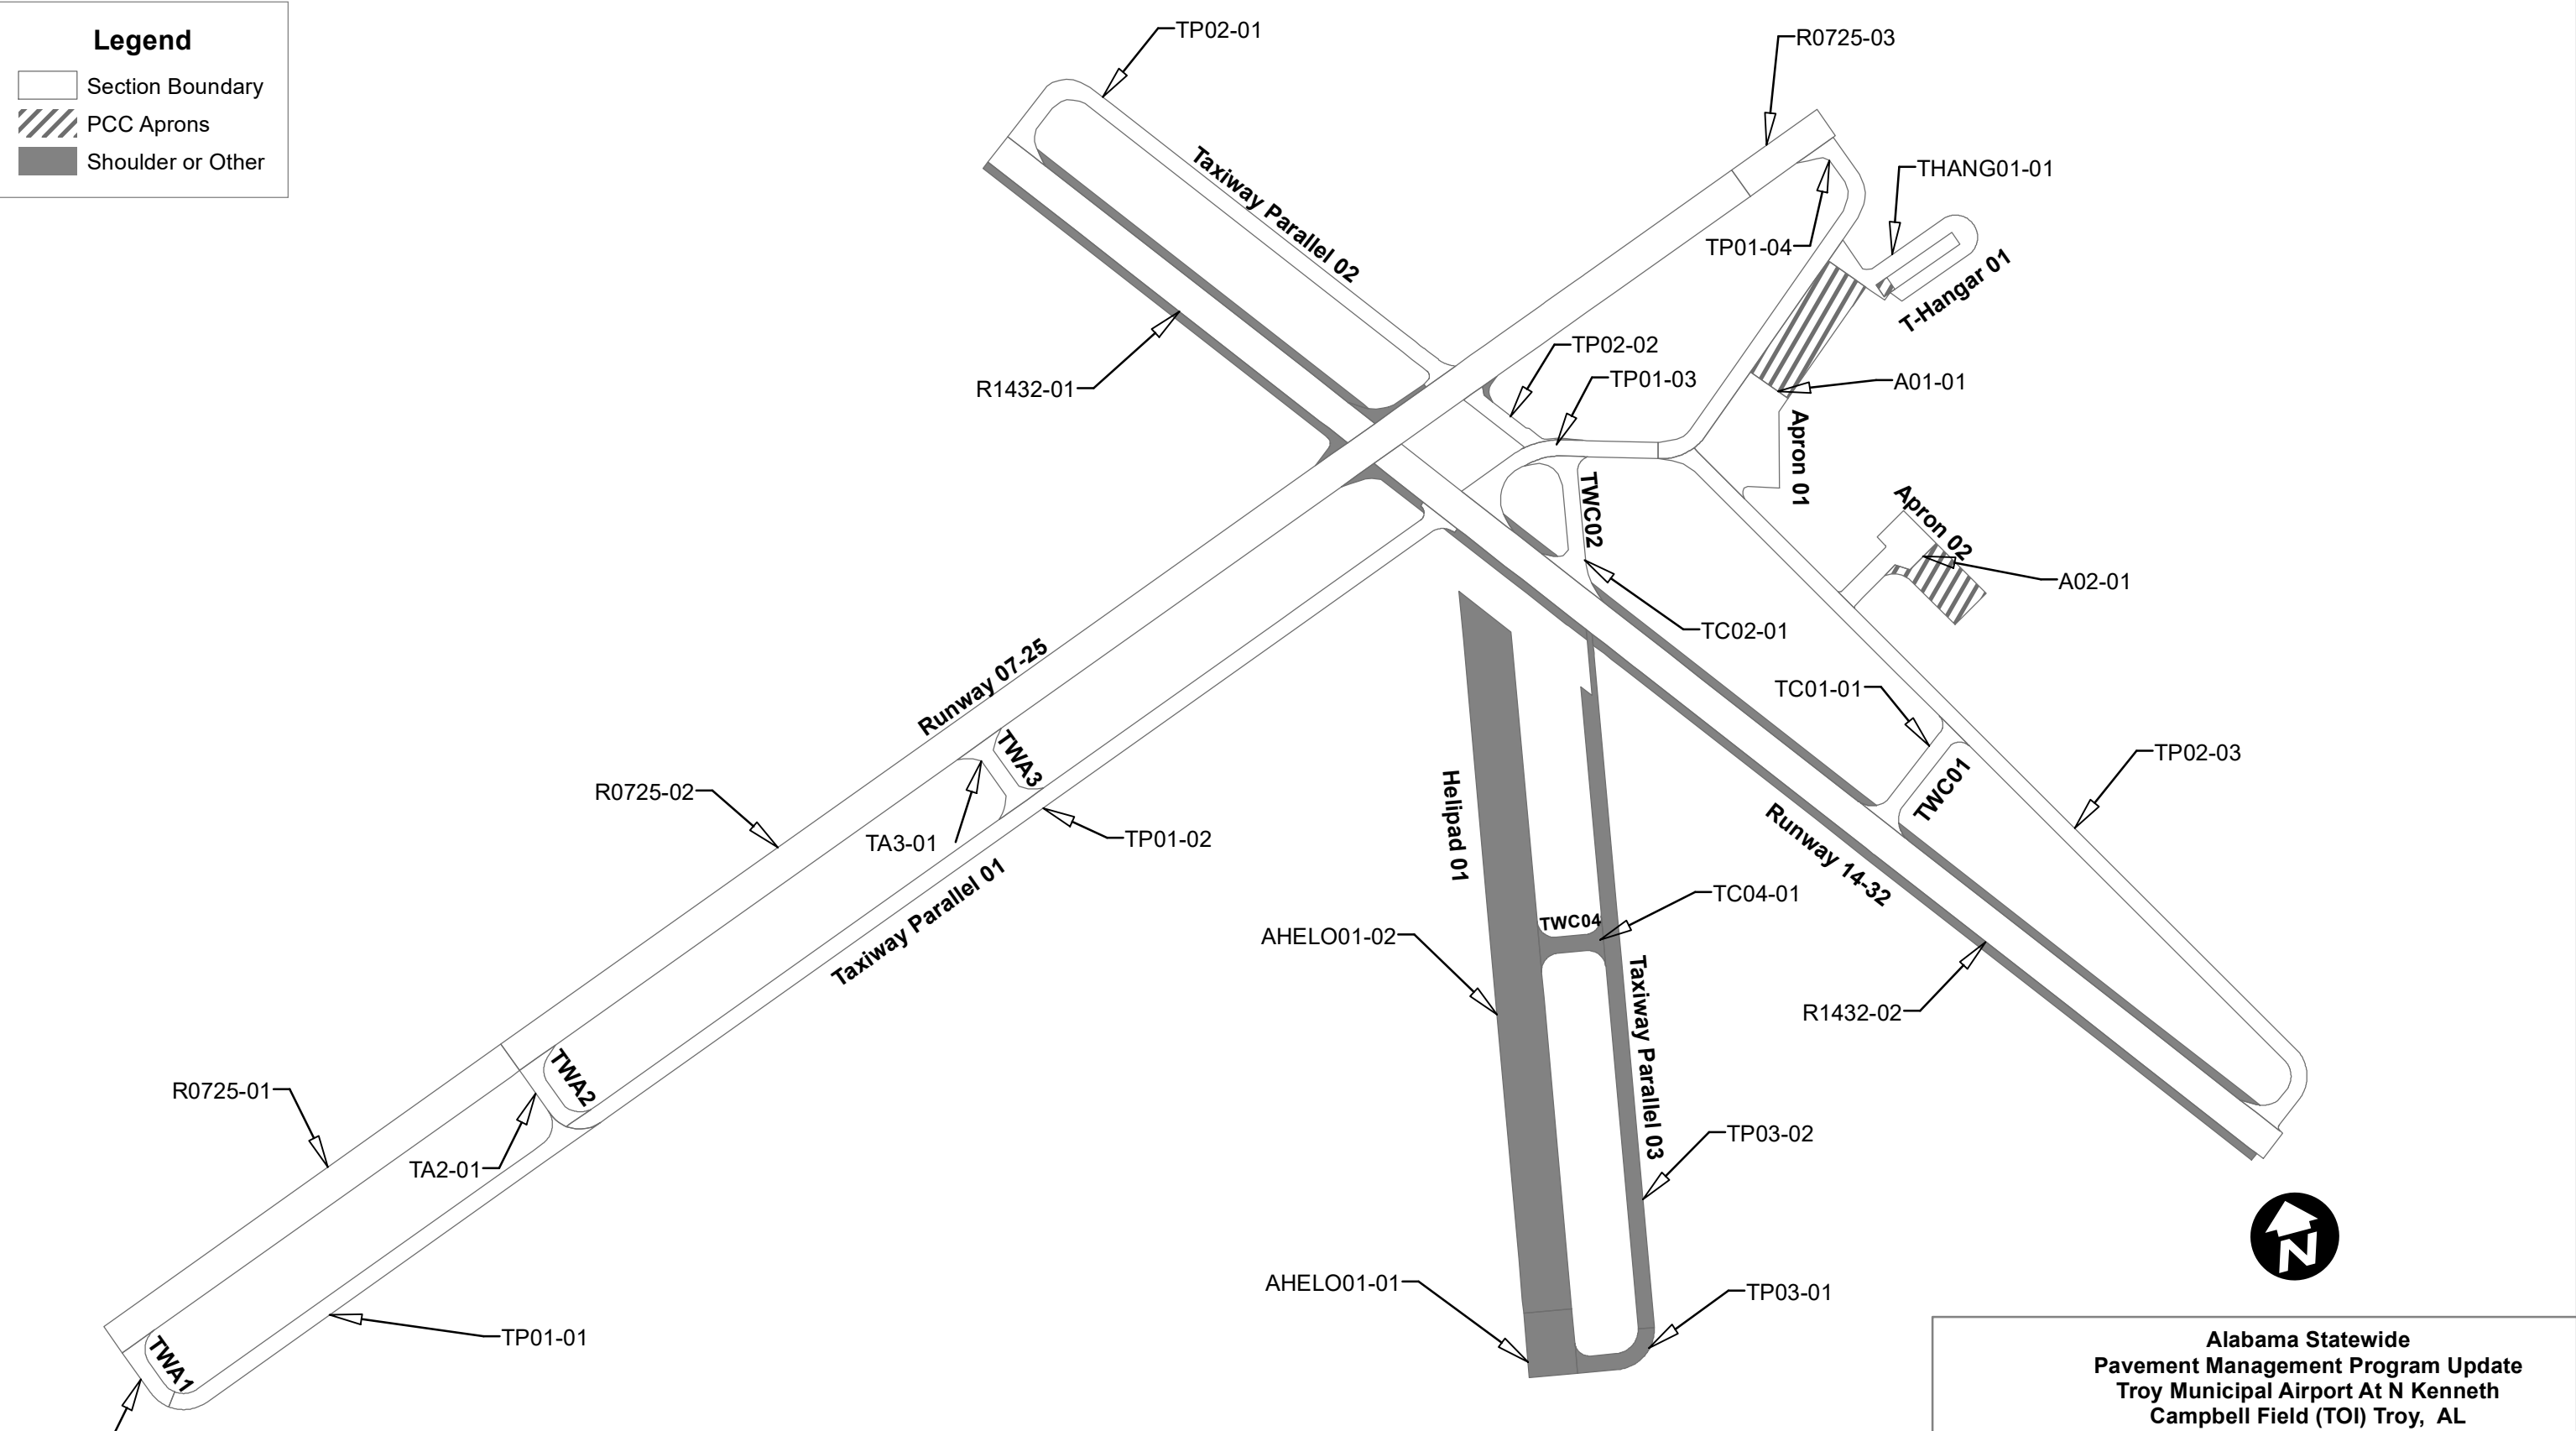 Legend
Section Boundary
PCC Aprons
Shoulder or Other
TP02-01
R0725-03
THANG01-01
Taxiway Parallel 02
TP01-04
T-Hangar 01
TP02-02
TP01-03
R1432-01
A01-01
Apron 01
TWC02
Apron 02
A02-01
TC02-01
Runway 07-25
TC01-01
TWA3
TP02-03
R0725-02
TA3-01
TP01-02
Helipad 01
TWC01
Runway 14-32
Taxiway Parallel 01
TC04-01
TWC04
AHELO01-02
Taxiway Parallel 03
R1432-02
TWA2
R0725-01
TA2-01
TP03-02
N
AHELO01-01
TP03-01
TP01-01
TWA1
Alabama Statewide
Pavement Management Program Update
Troy Municipal Airport At N Kenneth
Campbell Field (TOI) Troy, AL